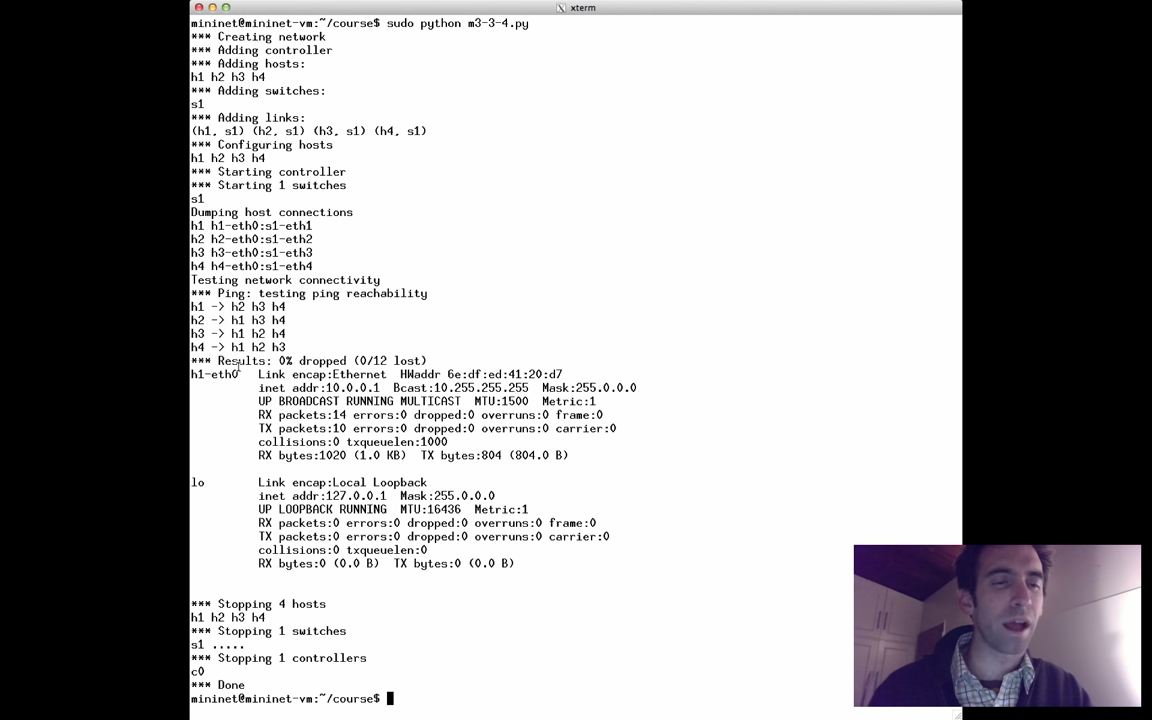 xterm
mininet@mininet-vm:~/course$ sudo python m3-3-4.py
*** Creating network
*** Adding controller
*** Adding hosts:
h1 h2 h3 h4
*** Adding switches:
s1
*** Adding links:
(h1, s1) (h2, s1) (h3, s1) (h4, s1)
*** Configuring hosts
h1 h2 h3 h4
*** Starting controller
*** Starting 1 switches
s1
Dumping host connections
h1 h1-eth0:s1-eth1
h2 h2-eth0:s1-eth2
h3 h3-eth0:s1-eth3
h4 h4-eth0:s1-eth4
Testing network connectivity
*** Ping: testing ping reachability
h1 -> h2 h3 h4
h2 -> h1 h3 h4
h3 -> h1 h2 h4
h4 -> h1 h2 h3
*** Results: 0% dropped (0/12 lost)
h1-eth0   Link encap:Ethernet  HWaddr 6e:df:ed:41:20:d7
inet addr:10.0.0.1  Bcast:10.255.255.255  Mask:255.0.0.0
UP BROADCAST RUNNING MULTICAST  MTU:1500  Metric:1
RX packets:14 errors:0 dropped:0 overruns:0 frame:0
TX packets:10 errors:0 dropped:0 overruns:0 carrier:0
collisions:0 txqueuelen:1000
RX bytes:1020 (1.0 KB)  TX bytes:804 (804.0 B)
lo        Link encap:Local Loopback
inet addr:127.0.0.1  Mask:255.0.0.0
UP LOOPBACK RUNNING  MTU:16436  Metric:1
RX packets:0 errors:0 dropped:0 overruns:0 frame:0
TX packets:0 errors:0 dropped:0 overruns:0 carrier:0
collisions:0 txqueuelen:0
RX bytes:0 (0.0 B)  TX bytes:0 (0.0 B)
*** Stopping 4 hosts
h1 h2 h3 h4
*** Stopping 1 switches
s1 .....
*** Stopping 1 controllers
c0
*** Done
mininet@mininet-vm:~/course$